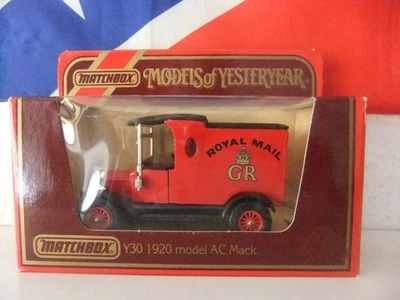 MATCHBOX
MODELS of YESTERYEAR
ROYAL MAIL
GR
MATCHBOX
Y30 1920 model AC Mack